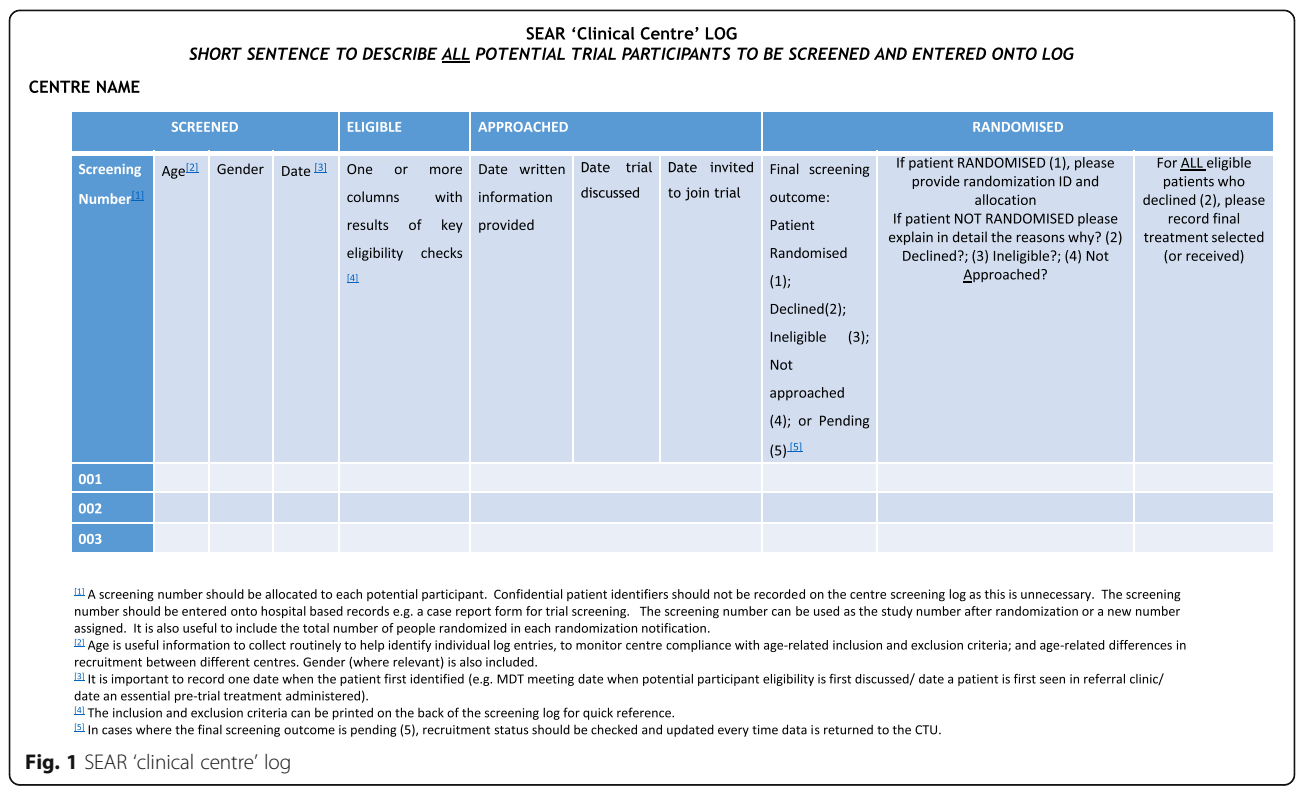 SEAR ‘Clinical Centre’ LOG
SHORT SENTENCE TO DESCRIBE ALL POTENTIAL TRIAL PARTICIPANTS TO BE SCREENED AND ENTERED ONTO LOG
CENTRE NAME
SCREENED
ELIGIBLE
APPROACHED
RANDOMISED
Screening
Number[1]
Age[2]
Gender
Date [3]
One or more
columns with
results of key
eligibility checks
[4]
Date written
information
provided
Date trial
discussed
Date invited
to join trial
Final screening
outcome:
Patient
Randomised
(1);
Declined(2);
Ineligible (3);
Not
approached
(4); or Pending
(5) [5]
If patient RANDOMISED (1), please
provide randomization ID and
allocation
If patient NOT RANDOMISED please
explain in detail the reasons why? (2)
Declined?; (3) Ineligible?; (4) Not
Approached?
For ALL eligible
patients who
declined (2), please
record final
treatment selected
(or received)
001
002
003
[1] A screening number should be allocated to each potential participant. Confidential patient identifiers should not be recorded on the centre screening log as this is unnecessary. The screening
number should be entered onto hospital based records e.g. a case report form for trial screening. The screening number can be used as the study number after randomization or a new number
assigned. It is also useful to include the total number of people randomized in each randomization notification.
[2] Age is useful information to collect routinely to help identify individual log entries, to monitor centre compliance with age-related inclusion and exclusion criteria; and age-related differences in
recruitment between different centres. Gender (where relevant) is also included.
[3] It is important to record one date when the patient first identified (e.g. MDT meeting date when potential participant eligibility is first discussed/ date a patient is first seen in referral clinic/
date an essential pre-trial treatment administered).
[4] The inclusion and exclusion criteria can be printed on the back of the screening log for quick reference.
[5] In cases where the final screening outcome is pending (5), recruitment status should be checked and updated every time data is returned to the CTU.
Fig. 1 SEAR ‘clinical centre’ log